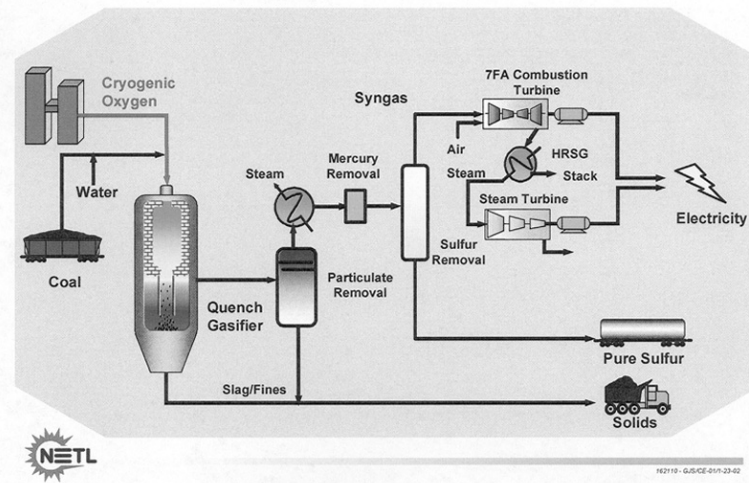 Cryogenic
Oxygen
Water
Coal
Quench
Gasifier
Slag/Fines
Steam
Particulate
Removal
Mercury
Removal
Syngas
Sulfur
Removal
7FA Combustion
Turbine
Air
HRSG
Steam
Stack
Steam Turbine
Electricity
Pure Sulfur
Solids
NETL
162110 - GJS/CE-01/1-23-02